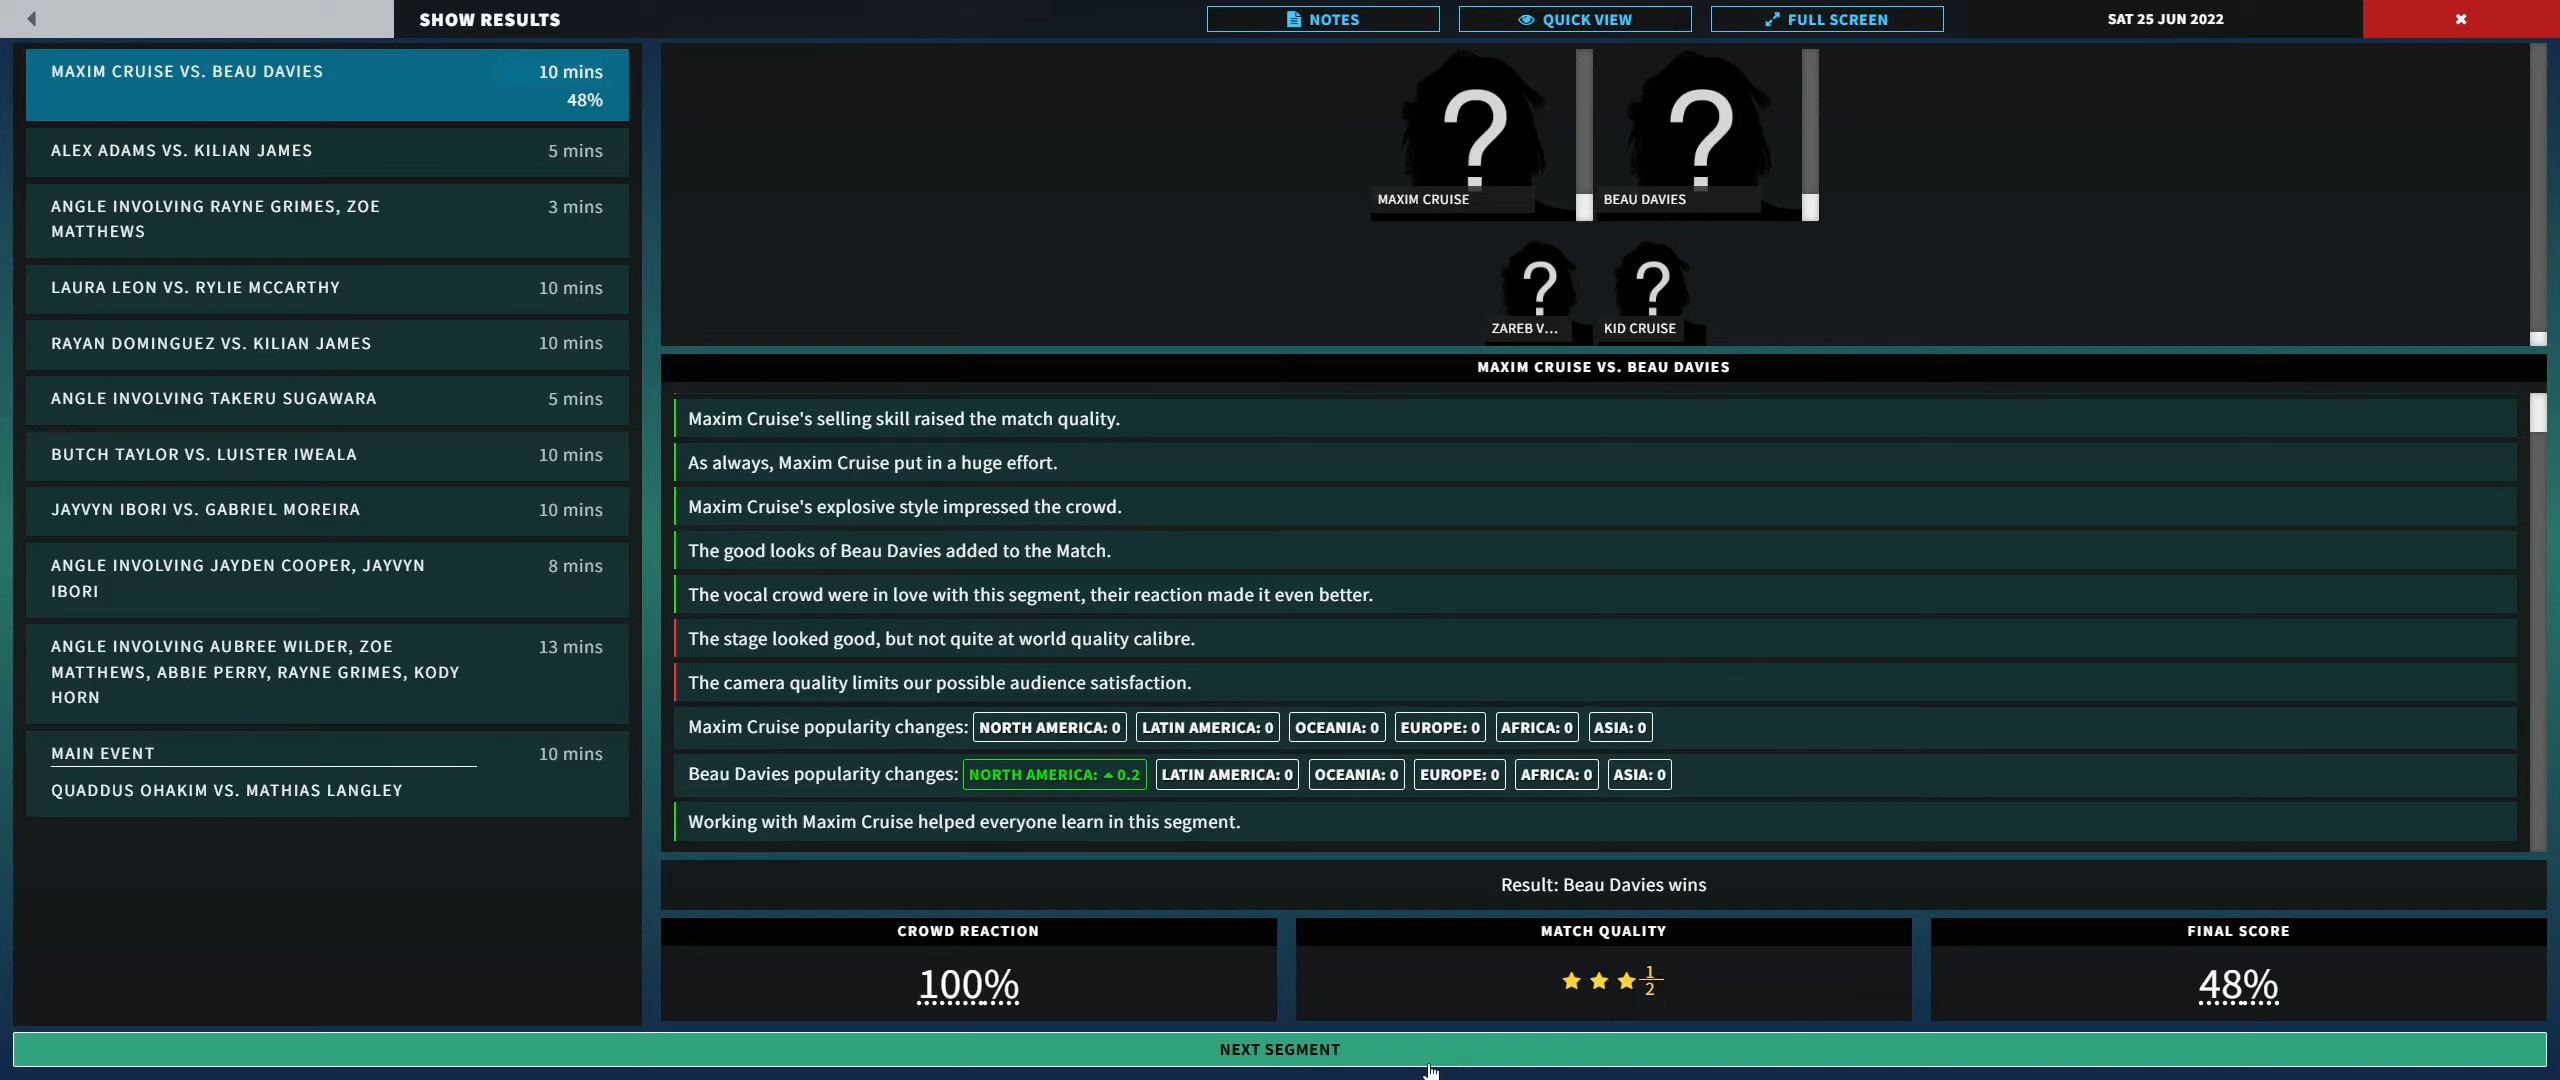 SHOW RESULTS
NOTES
QUICK VIEW
FULL SCREEN
SAT 25 JUN 2022
MAXIM CRUISE VS. BEAU DAVIES
10 mins
48%
ALEX ADAMS VS. KILIAN JAMES
5 mins
ANGLE INVOLVING RAYNE GRIMES, ZOE
MATTHEWS
3 mins
LAURA LEON VS. RYLIE MCCARTHY
10 mins
RAYAN DOMINGUEZ VS. KILIAN JAMES
10 mins
ANGLE INVOLVING TAKERU SUGAWARA
5 mins
BUTCH TAYLOR VS. LUISTER IWEALA
10 mins
JAYVYN IBORI VS. GABRIEL MOREIRA
10 mins
ANGLE INVOLVING JAYDEN COOPER, JAYVYN
IBORI
8 mins
ANGLE INVOLVING AUBREE WILDER, ZOE
MATTHEWS, ABBIE PERRY, RAYNE GRIMES, KODY
HORN
13 mins
MAIN EVENT
10 mins
QUADDUS OHAKIM VS. MATHIAS LANGLEY
? ?
MAXIM CRUISE
BEAU DAVIES
? ?
ZAREB V...
KID CRUISE
MAXIM CRUISE VS. BEAU DAVIES
Maxim Cruise's selling skill raised the match quality.
As always, Maxim Cruise put in a huge effort.
Maxim Cruise's explosive style impressed the crowd.
The good looks of Beau Davies added to the Match.
The vocal crowd were in love with this segment, their reaction made it even better.
The stage looked good, but not quite at world quality calibre.
The camera quality limits our possible audience satisfaction.
Maxim Cruise popularity changes: NORTH AMERICA: 0 LATIN AMERICA: 0 OCEANIA: 0 EUROPE: 0 AFRICA: 0 ASIA: 0
Beau Davies popularity changes: NORTH AMERICA: ▲ 0.2 LATIN AMERICA: 0 OCEANIA: 0 EUROPE: 0 AFRICA: 0 ASIA: 0
Working with Maxim Cruise helped everyone learn in this segment.
Result: Beau Davies wins
CROWD REACTION
100%
MATCH QUALITY
★ ★ ★ 1/2
FINAL SCORE
48%
NEXT SEGMENT